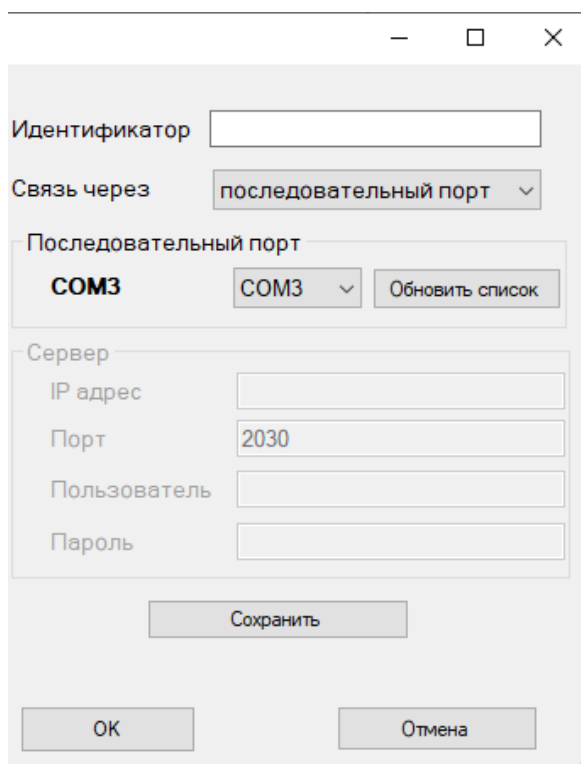 Идентификатор
Связь через последовательный порт
Последовательный порт
COM3 COM3 Обновить список
Сервер
IP адрес
Порт 2030
Пользователь
Пароль
Сохранить
OK Отмена